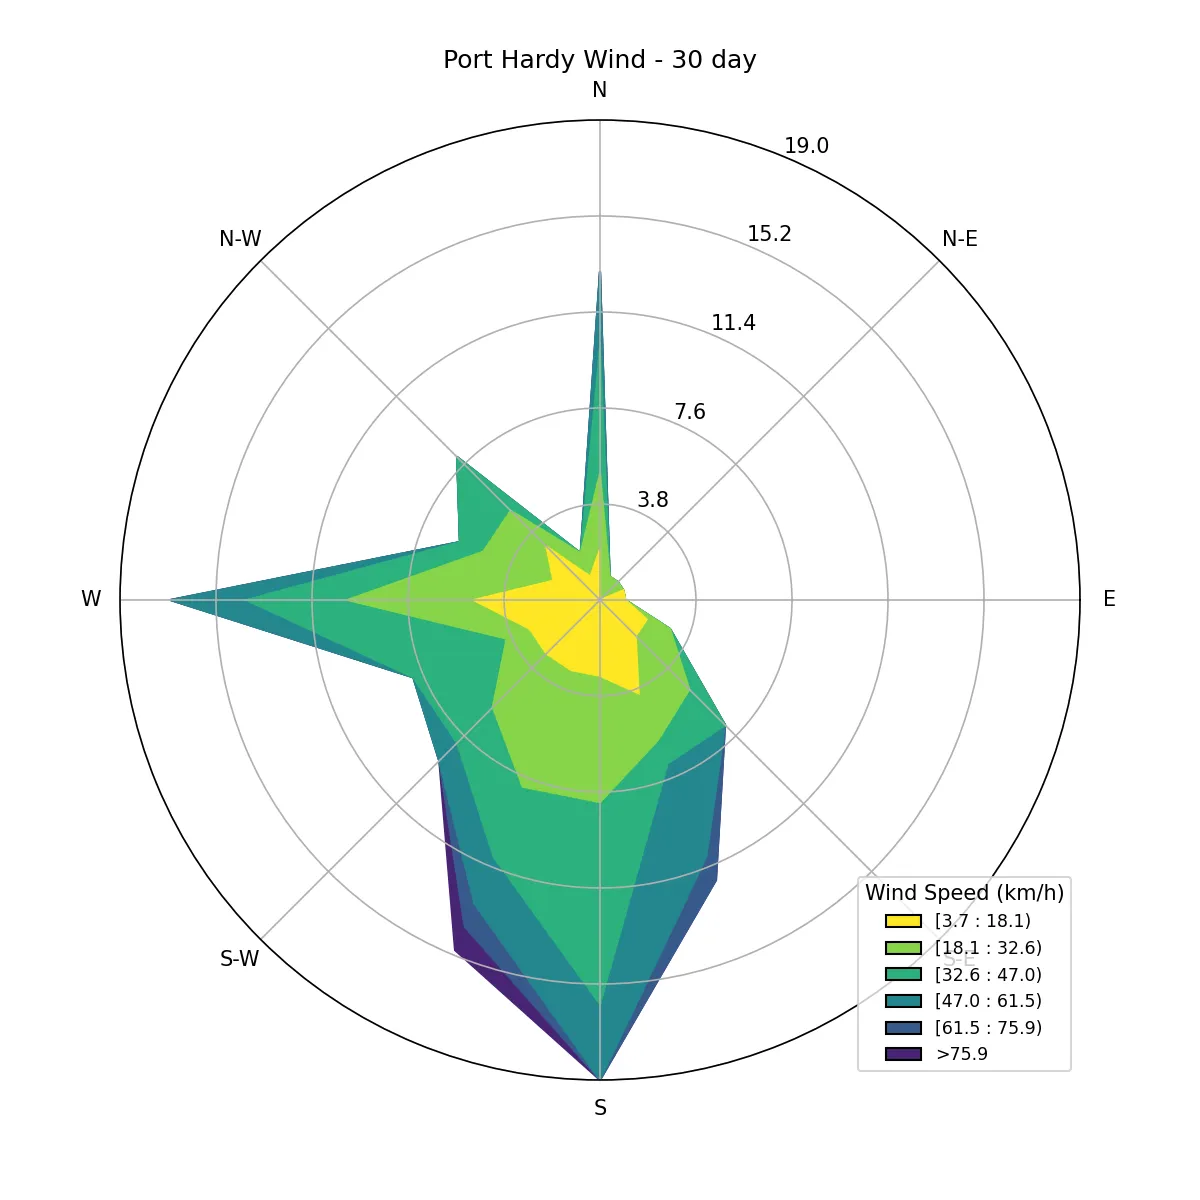 Port Hardy Wind - 30 day
N
19.0
N-W
15.2
N-E
11.4
7.6
3.8
W
E
S-W
S-E
Wind Speed (km/h)
[3.7 : 18.1)
[18.1 : 32.6)
[32.6 : 47.0)
[47.0 : 61.5)
[61.5 : 75.9)
>75.9
S